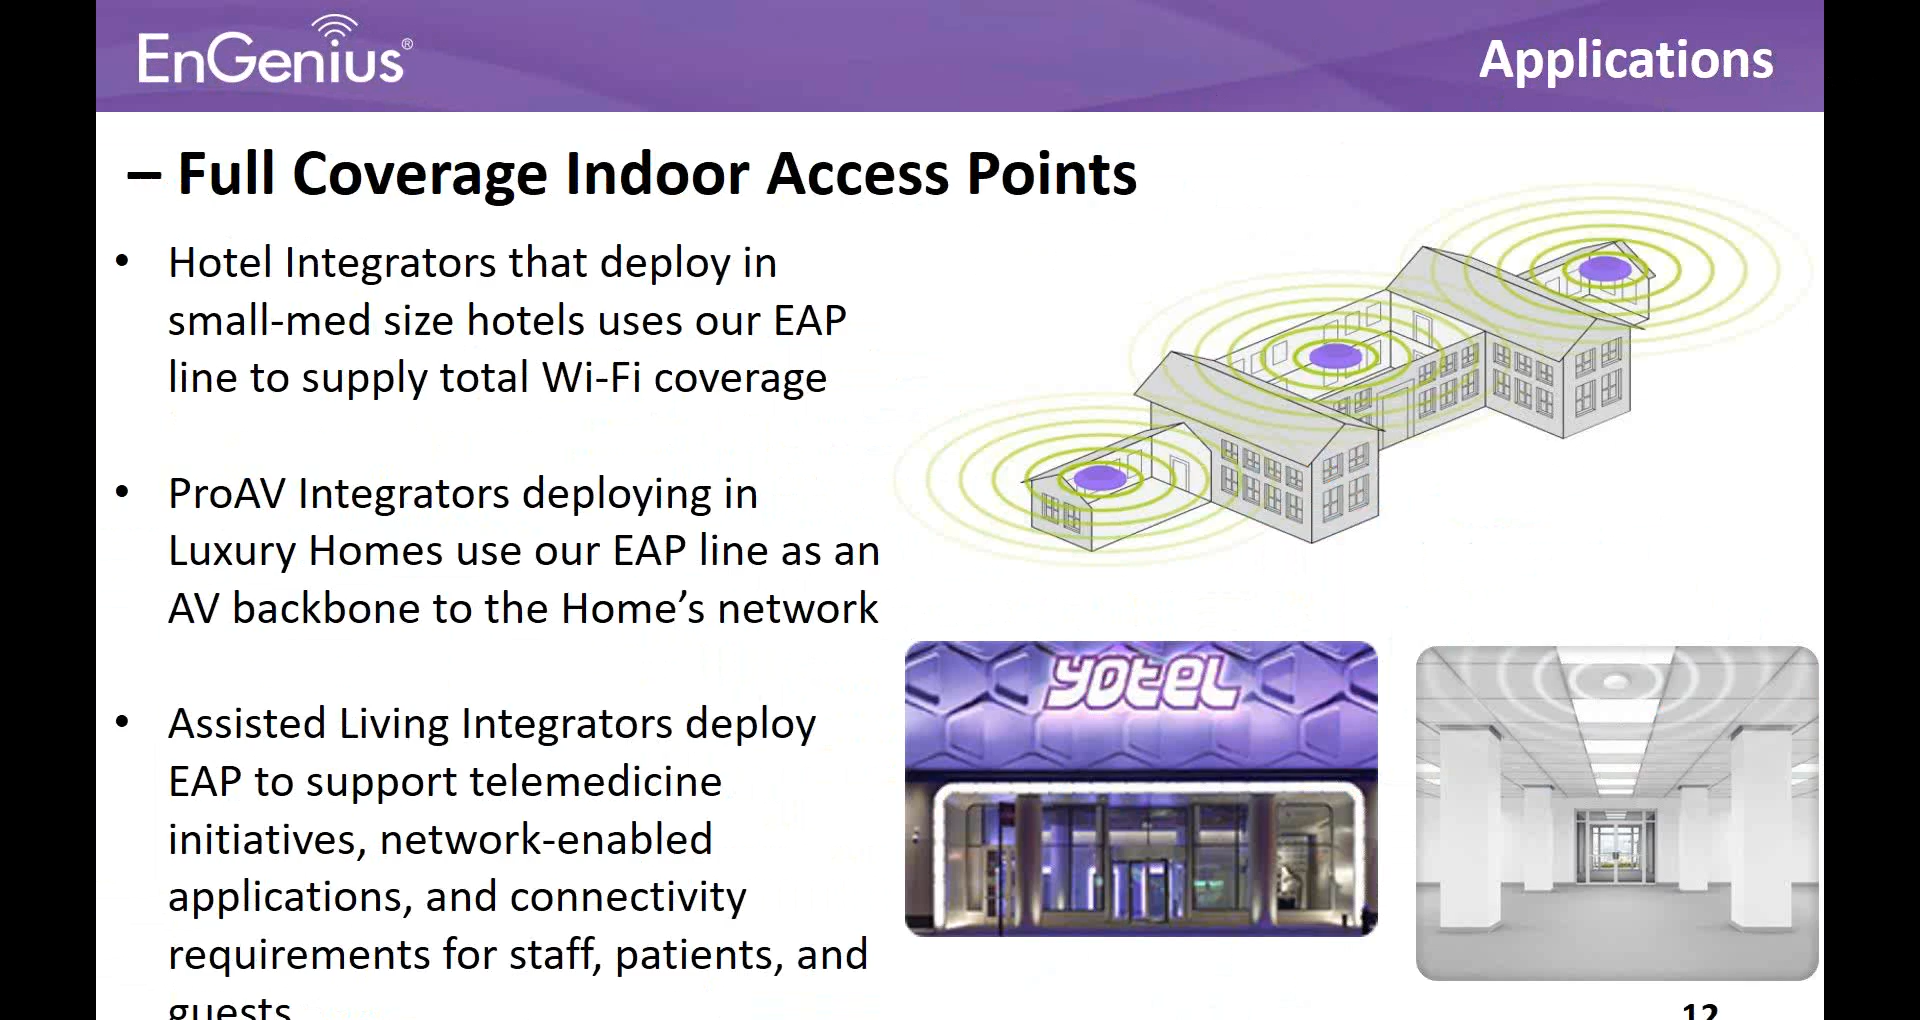 EnGenius®
Applications
– Full Coverage Indoor Access Points
• Hotel Integrators that deploy in
small-med size hotels uses our EAP
line to supply total Wi-Fi coverage
• ProAV Integrators deploying in
Luxury Homes use our EAP line as an
AV backbone to the Home’s network
• Assisted Living Integrators deploy
EAP to support telemedicine
initiatives, network-enabled
applications, and connectivity
requirements for staff, patients, and
guests
YOTEL
12